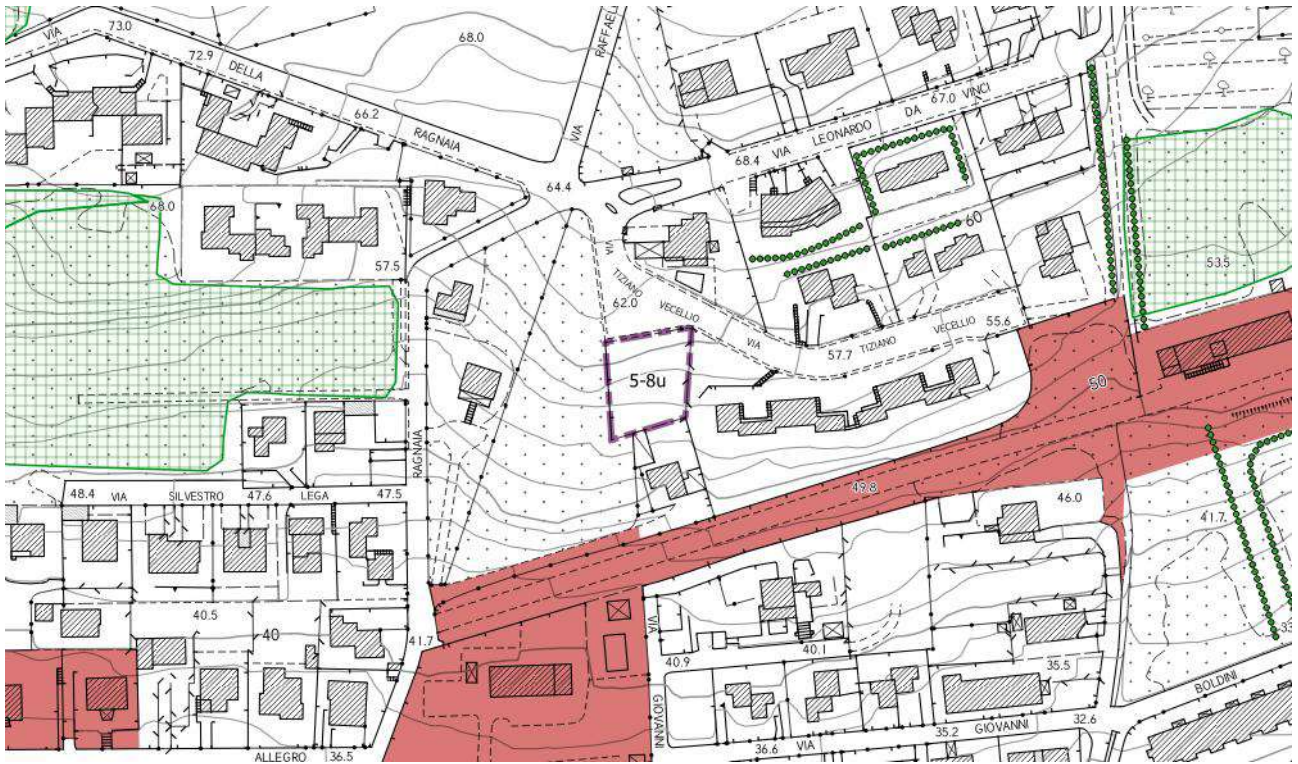 VIA
73.0
72.9
DELLA
68.0
66.2
RAGNAIA
VIA
67.0
VINCI
DA
LEONARDO
VIA
68.4
64.4
68.0
57.5
60
53.5
VIA
TIZIANO
62.0
VECELLIO
VIA
57.7
TIZIANO
VECELLIO
55.6
5-8u
50
RAGNAIA
48.4
VIA
SILVESTRO
47.6
LEGA
47.5
49.8
46.0
41.7
40.5
40
41.7
VIA
40.9
40.1
35.5
GIOVANNI
BOLDINI
32.6
GIOVANNI
35.2
VIA
36.6
ALLEGRO
36.5